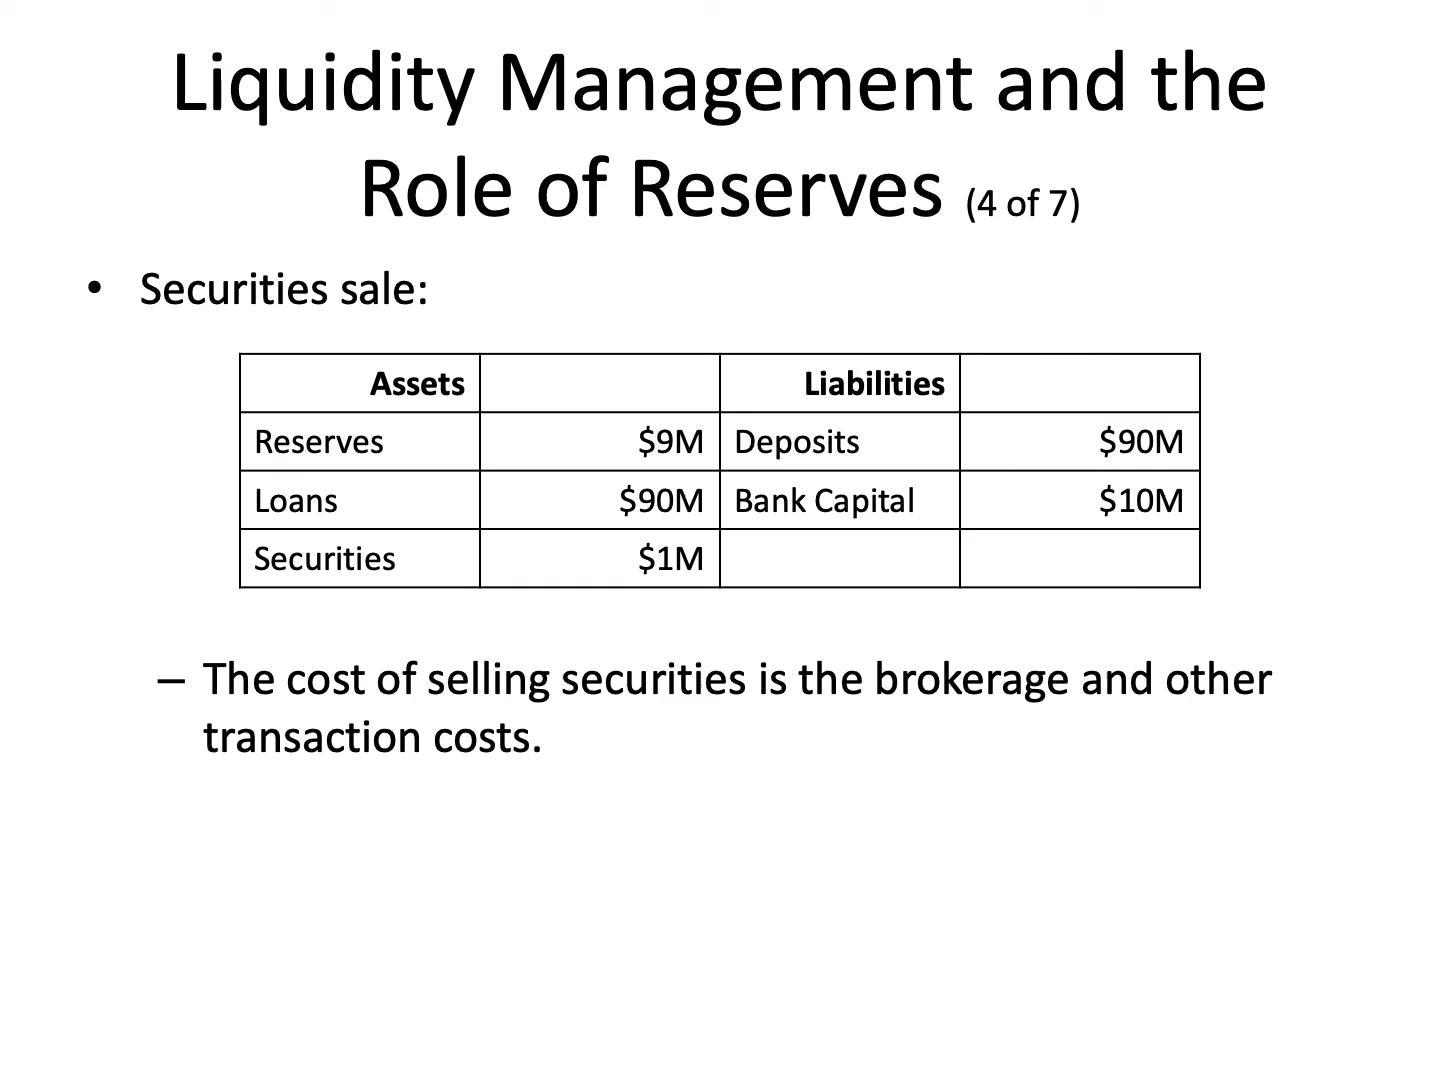 Liquidity Management and the
Role of Reserves (4 of 7)
• Securities sale:
Assets Liabilities
Reserves $9M Deposits $90M
Loans $90M Bank Capital $10M
Securities $1M
– The cost of selling securities is the brokerage and other
transaction costs.